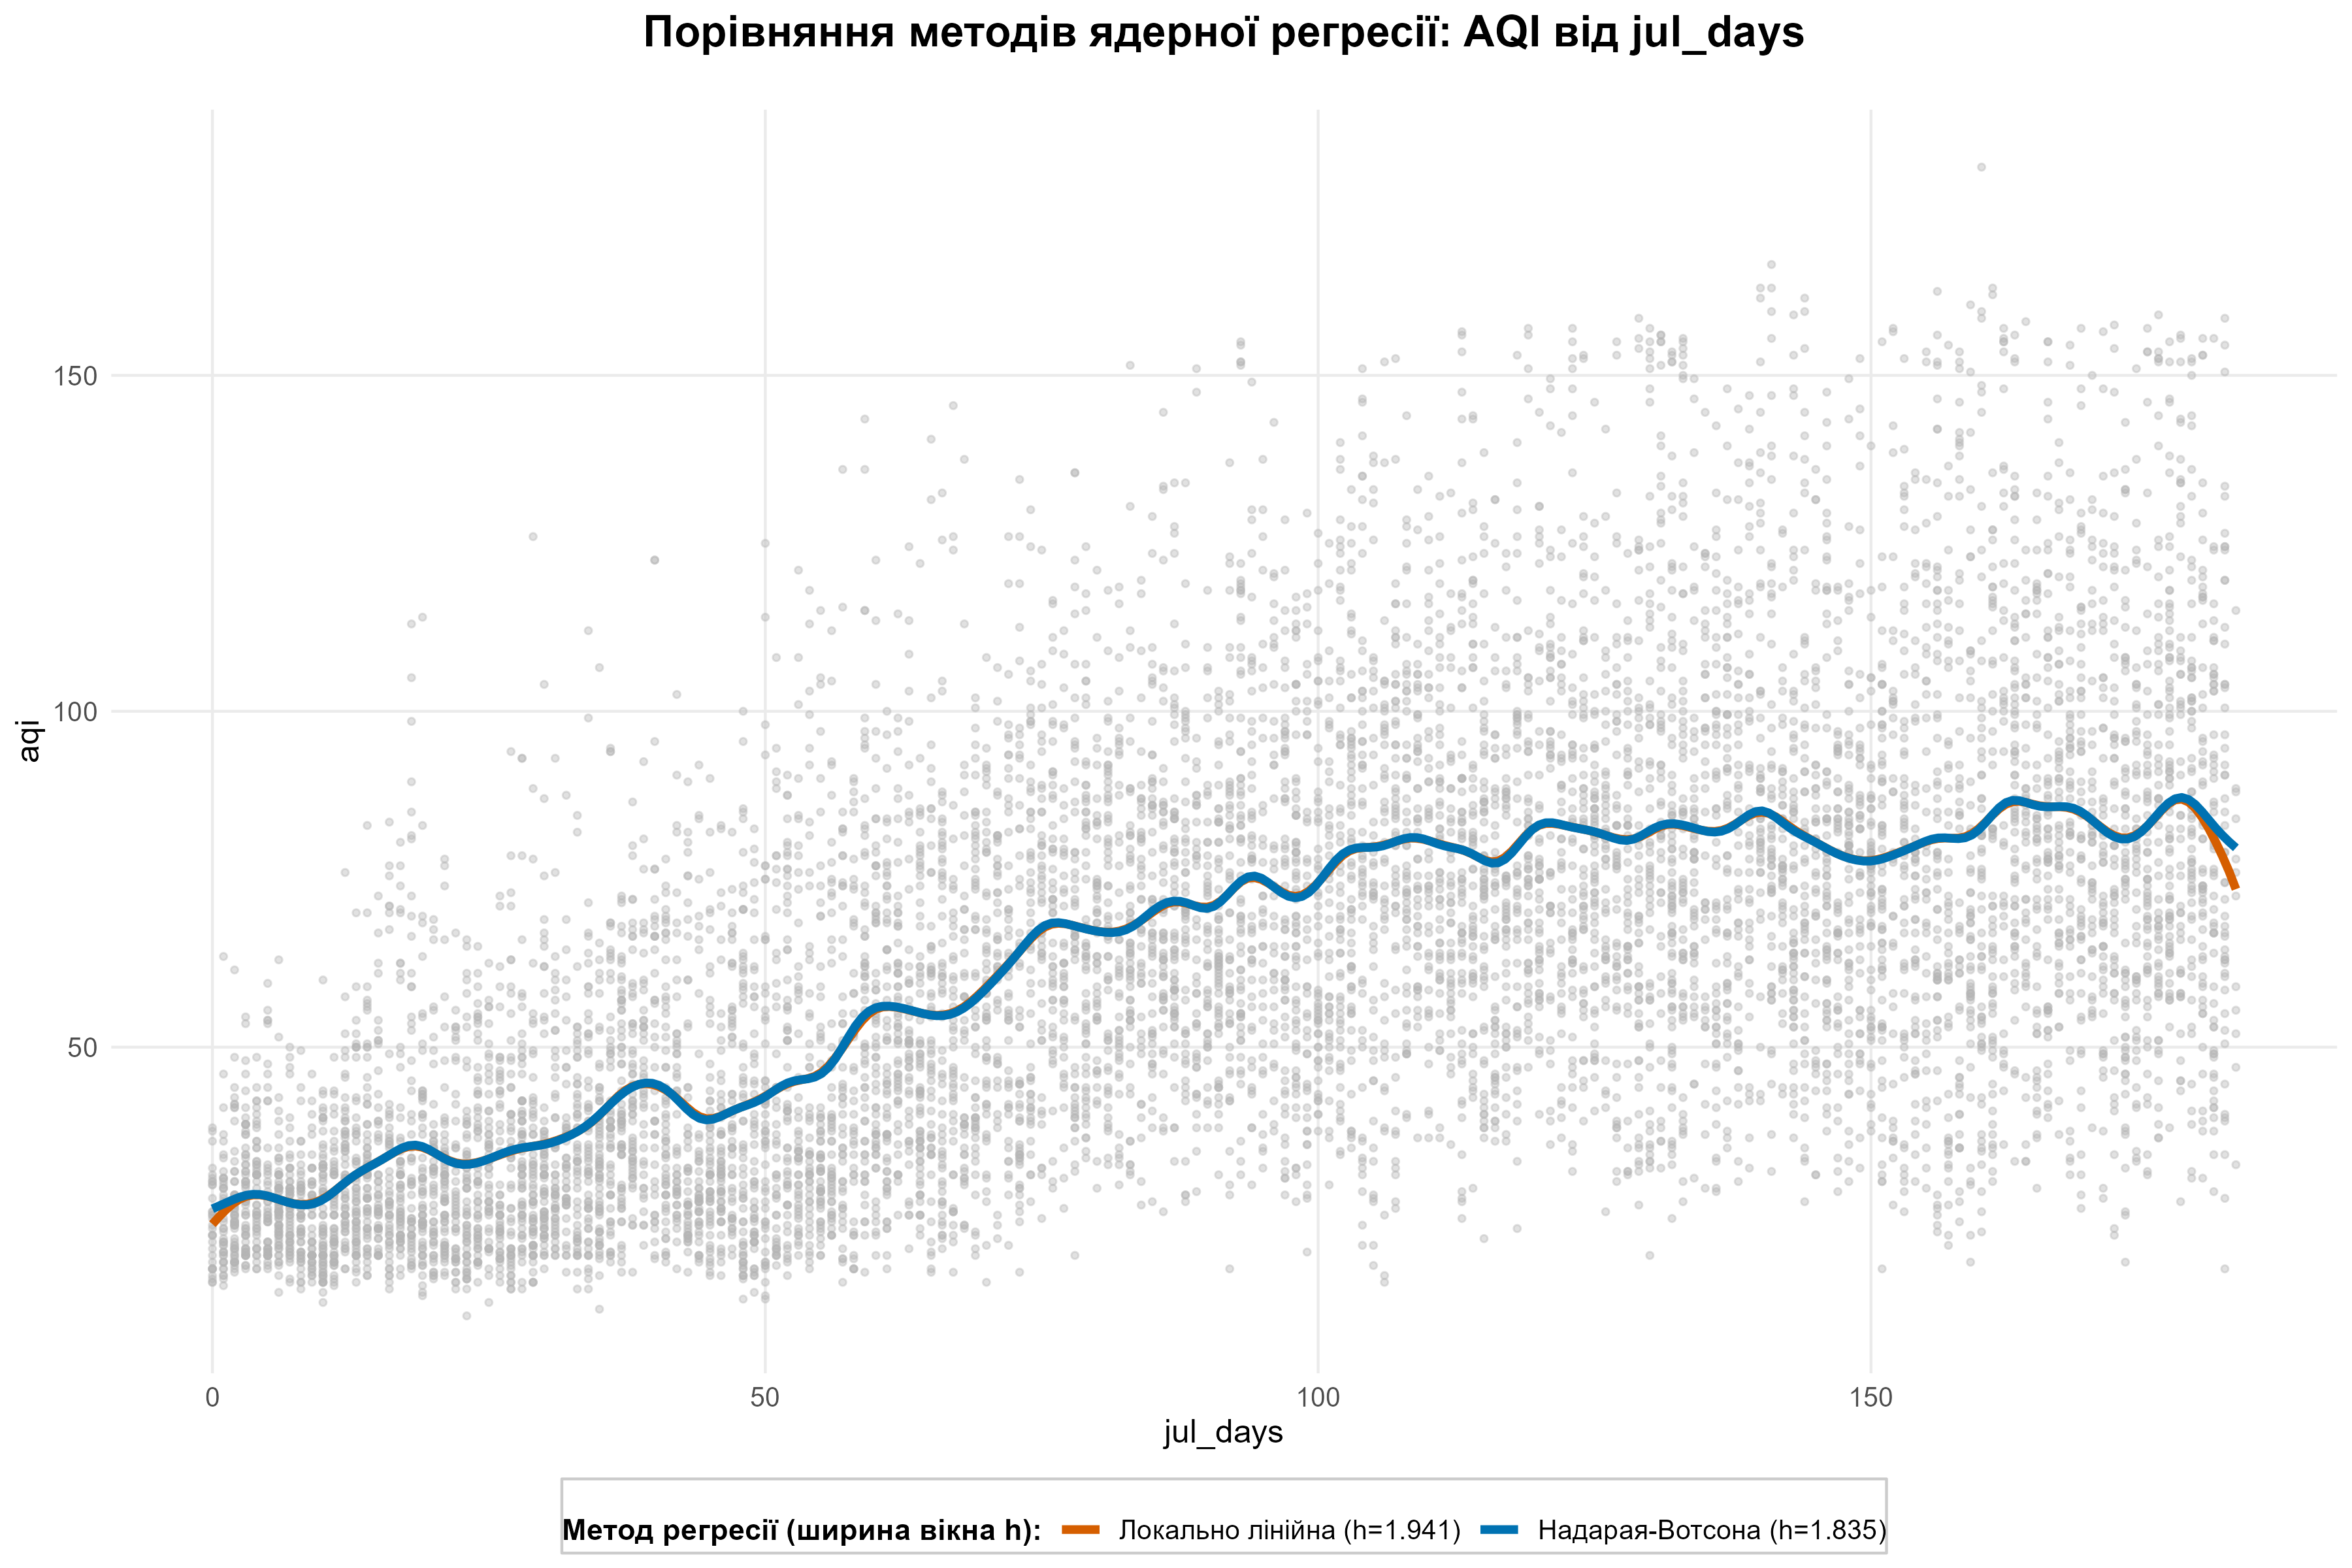 Порівняння методів ядерної регресії: AQI від jul_days
150
100
50
aqi
0 50 100 150
jul_days
Метод регресії (ширина вікна h): Локально лінійна (h=1.941) Надарая-Вотсона (h=1.835)